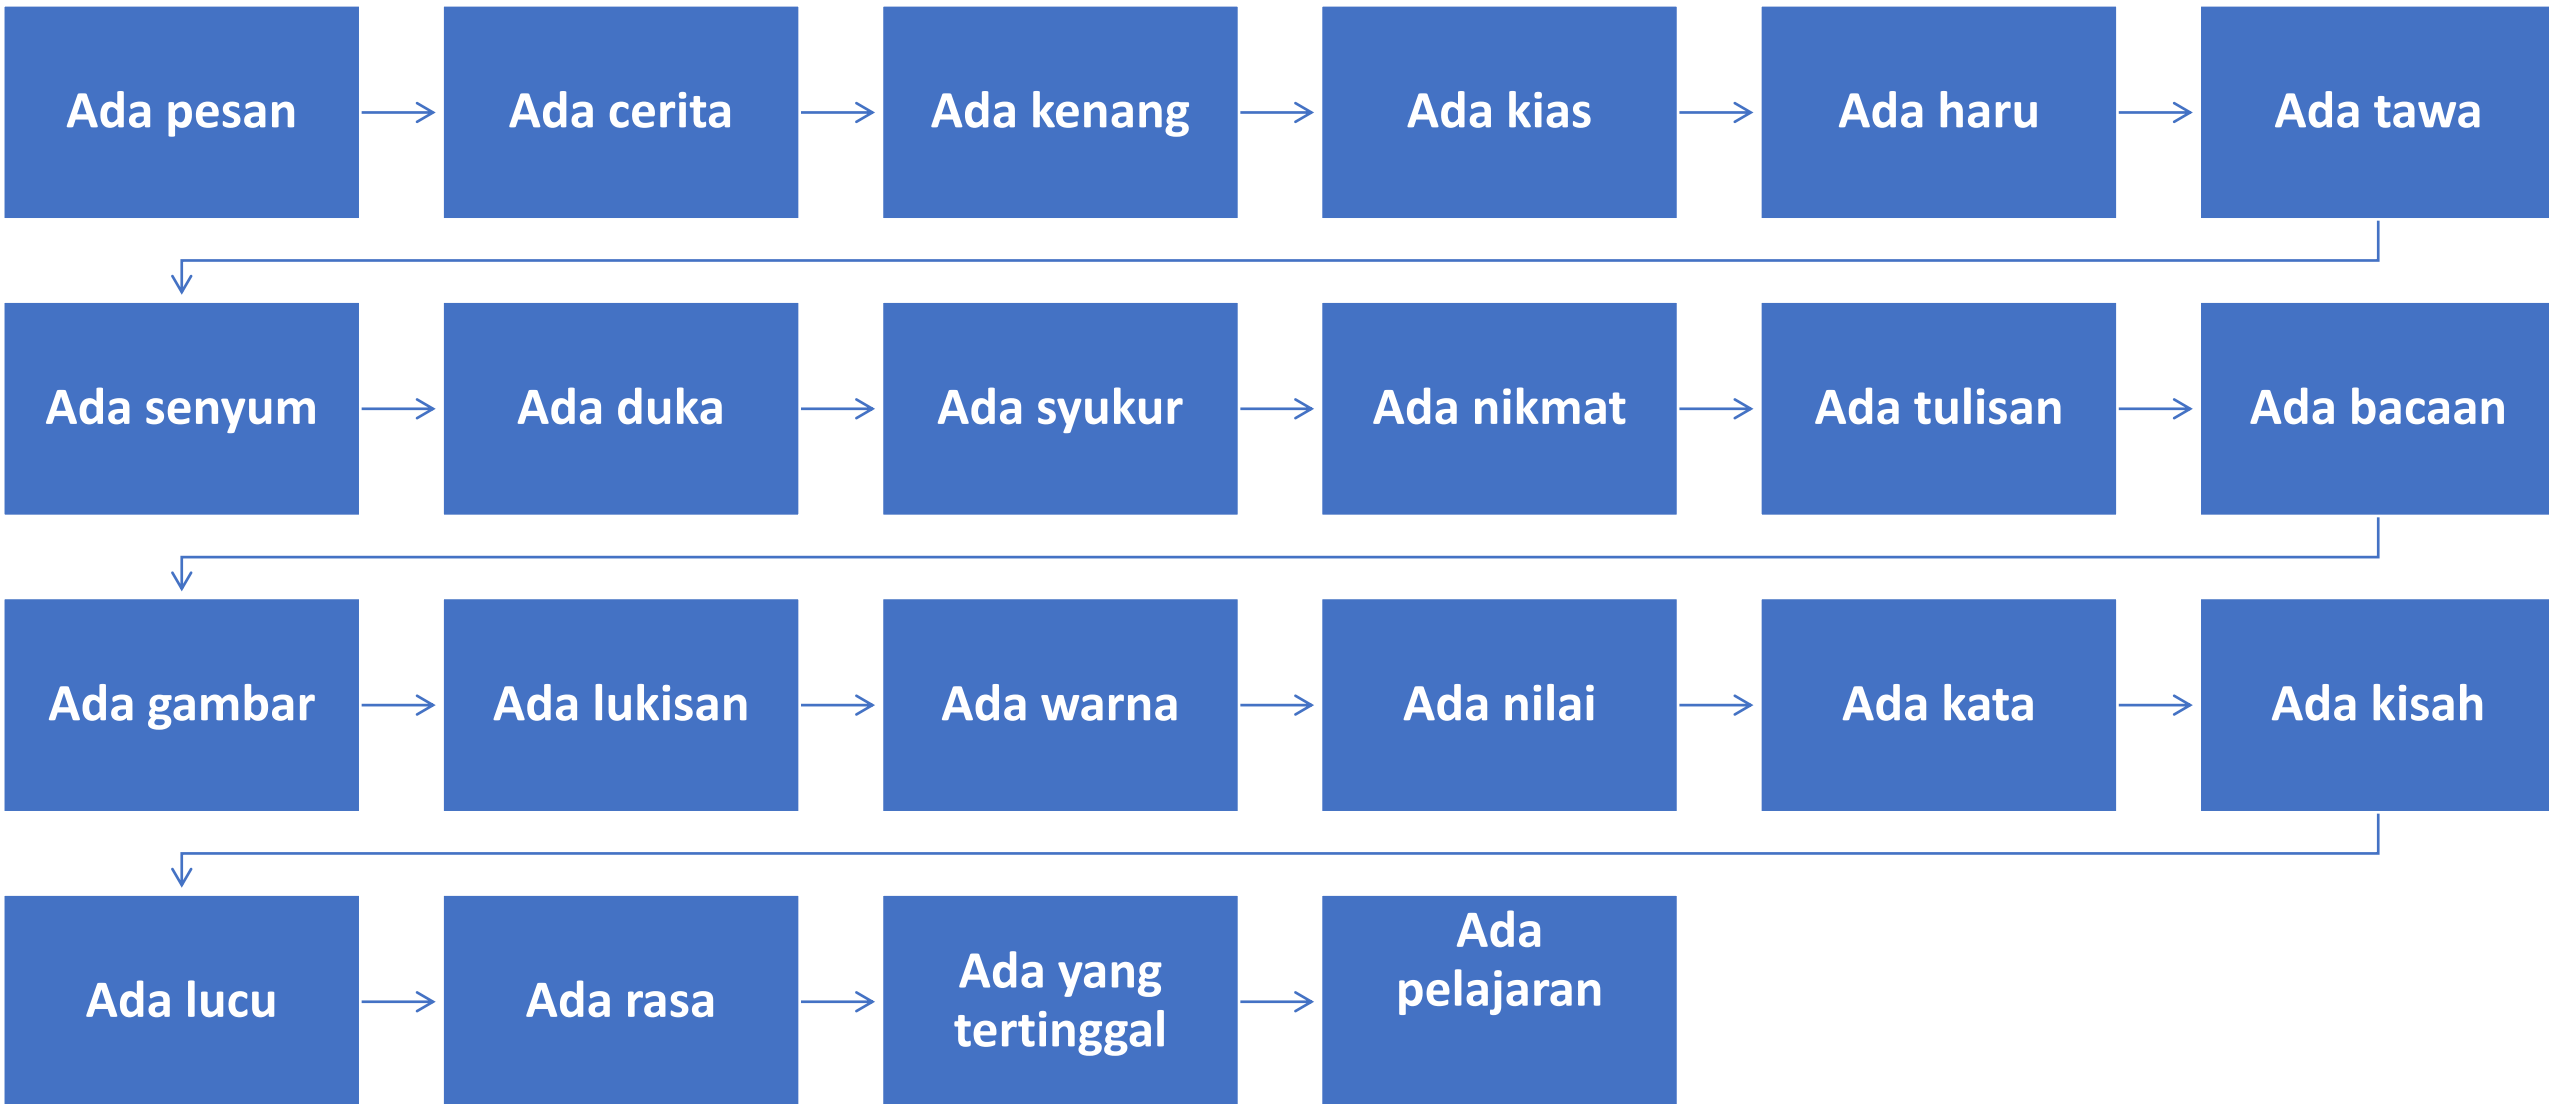 Ada pesan
Ada cerita
Ada kenang
Ada kias
Ada haru
Ada tawa
Ada senyum
Ada duka
Ada syukur
Ada nikmat
Ada tulisan
Ada bacaan
Ada gambar
Ada lukisan
Ada warna
Ada nilai
Ada kata
Ada kisah
Ada lucu
Ada rasa
Ada yang
tertinggal
Ada
pelajaran